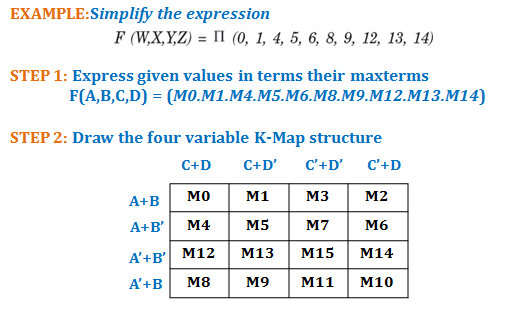 EXAMPLE:Simplify the expression
F (W,X,Y,Z) = Π (0, 1, 4, 5, 6, 8, 9, 12, 13, 14)
STEP 1: Express given values in terms their maxterms
F(A,B,C,D) = (M0.M1.M4.M5.M6.M8.M9.M12.M13.M14)
STEP 2: Draw the four variable K-Map structure
C+D C+D' C'+D' C'+D
A+B M0 M1 M3 M2
A+B' M4 M5 M7 M6
A'+B' M12 M13 M15 M14
A'+B M8 M9 M11 M10